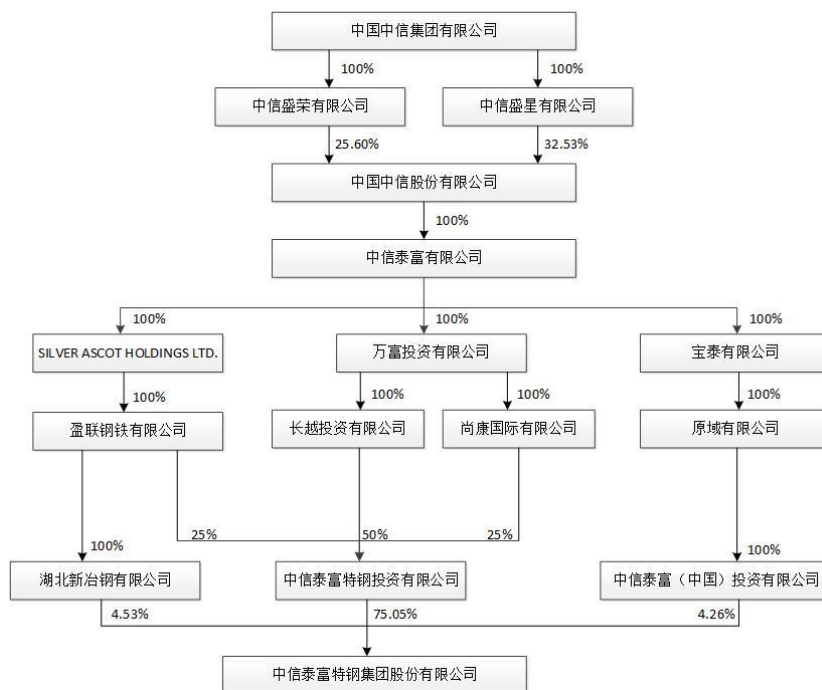 中国中信集团有限公司
100%
100%
中信盛荣有限公司
中信盛星有限公司
25.60%
32.53%
中国中信股份有限公司
100%
中信泰富有限公司
100%
100%
100%
SILVER ASCOT HOLDINGS LTD.
万富投资有限公司
宝泰有限公司
100%
100%
100%
100%
盈联钢铁有限公司
长越投资有限公司
尚康国际有限公司
原域有限公司
25%
50%
25%
100%
100%
湖北新冶钢有限公司
中信泰富特钢投资有限公司
中信泰富（中国）投资有限公司
4.53%
75.05%
4.26%
中信泰富特钢集团股份有限公司